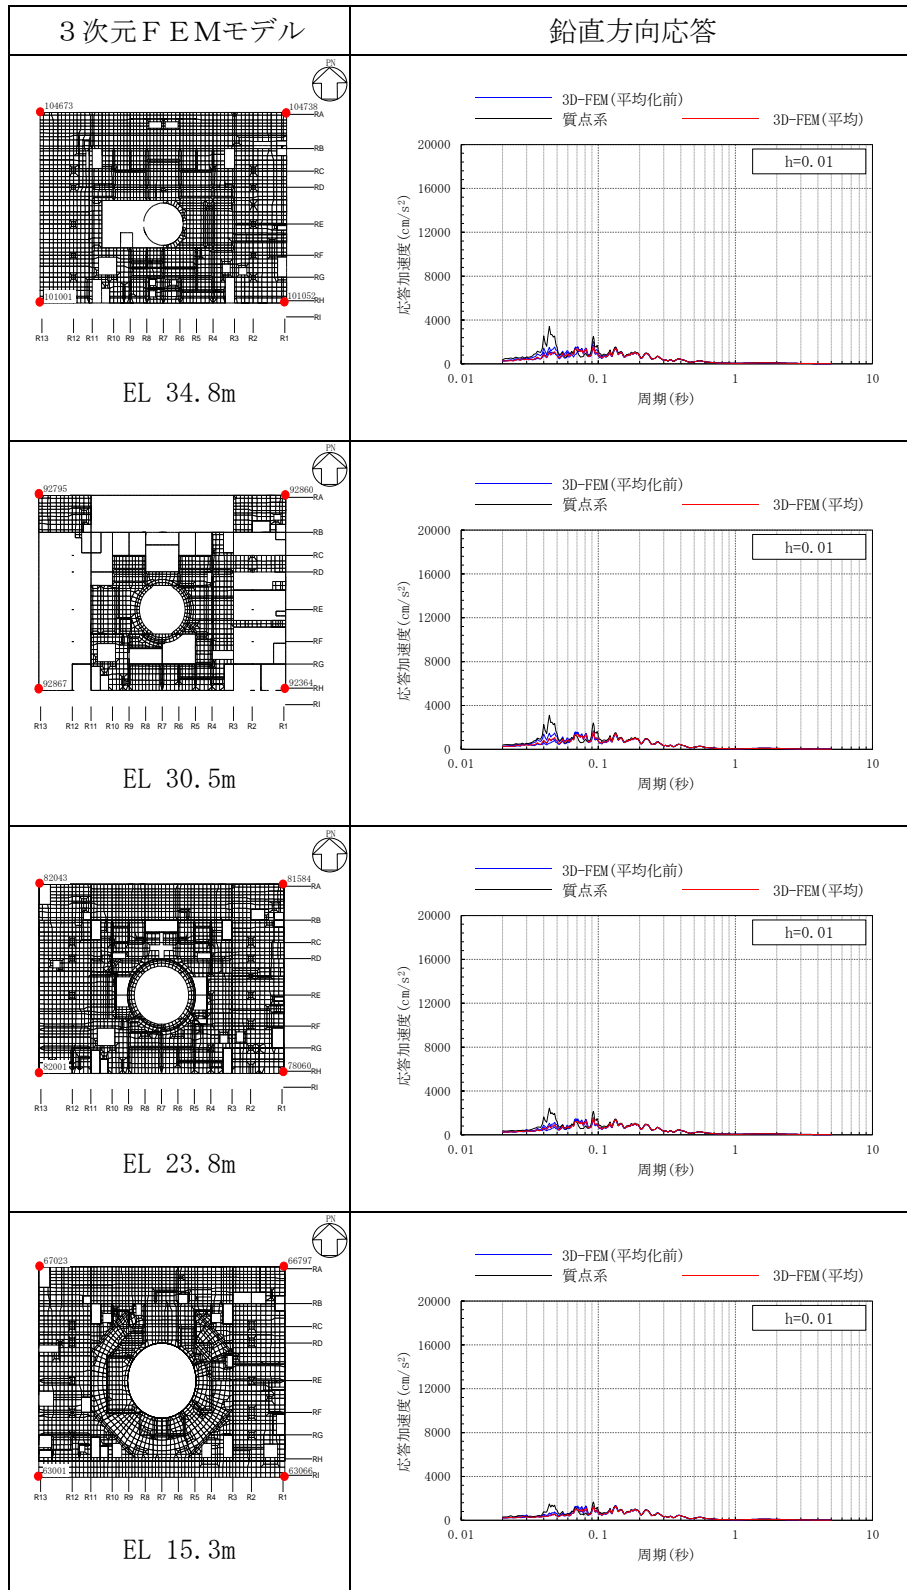 ３次元ＦＥＭモデル
鉛直方向応答
PN
104673
104738
RA
RB
RC
RD
RE
RF
RG
101001
101052
RH
RI
R13 R12 R11 R10 R9 R8 R7 R6 R5 R4 R3 R2 R1
EL 34.8m
3D-FEM(平均化前)
質点系
3D-FEM(平均)
h=0.01
20000
16000
12000
8000
4000
0
応答加速度(cm/s²)
0.01 0.1 1 10
周期(秒)
PN
92795
92860
RA
RB
RC
RD
RE
RF
RG
92867
92364
RH
RI
R13 R12 R11 R10 R9 R8 R7 R6 R5 R4 R3 R2 R1
EL 30.5m
3D-FEM(平均化前)
質点系
3D-FEM(平均)
h=0.01
20000
16000
12000
8000
4000
0
応答加速度(cm/s²)
0.01 0.1 1 10
周期(秒)
PN
82043
81584
RA
RB
RC
RD
RE
RF
RG
82001
78060
RH
RI
R13 R12 R11 R10 R9 R8 R7 R6 R5 R4 R3 R2 R1
EL 23.8m
3D-FEM(平均化前)
質点系
3D-FEM(平均)
h=0.01
20000
16000
12000
8000
4000
0
応答加速度(cm/s²)
0.01 0.1 1 10
周期(秒)
PN
67023
66797
RA
RB
RC
RD
RE
RF
RG
RH
63001
63066
RI
R13 R12 R11 R10 R9 R8 R7 R6 R5 R4 R3 R2 R1
EL 15.3m
3D-FEM(平均化前)
質点系
3D-FEM(平均)
h=0.01
20000
16000
12000
8000
4000
0
応答加速度(cm/s²)
0.01 0.1 1 10
周期(秒)